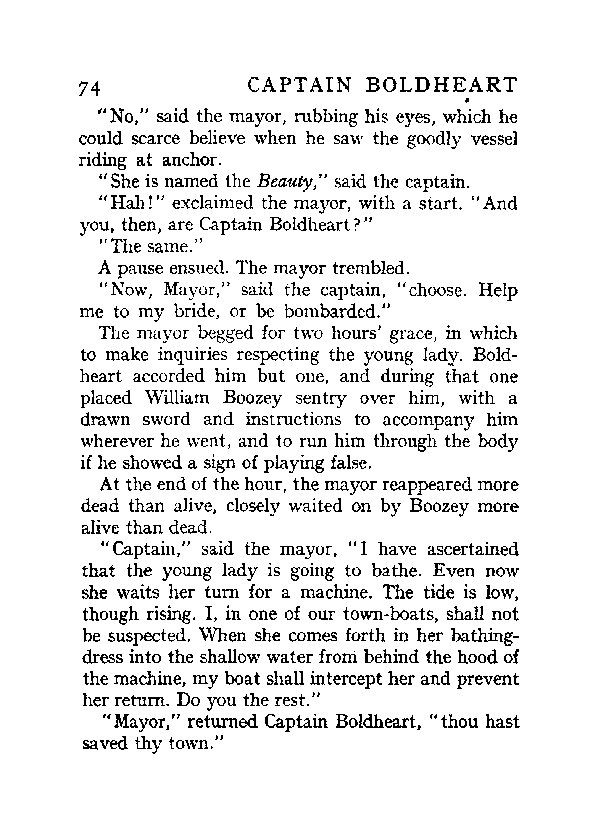 74 CAPTAIN BOLDHEART
"No," said the mayor, rubbing his eyes, which he
could scarce believe when he saw the goodly vessel
riding at anchor.
"She is named the Beauty," said the captain.
"Hah!" exclaimed the mayor, with a start. "And
you, then, are Captain Boldheart?"
"The same."
A pause ensued. The mayor trembled.
"Now, Mayor," said the captain, "choose. Help
me to my bride, or be bombarded."
The mayor begged for two hours' grace, in which
to make inquiries respecting the young lady. Bold-
heart accorded him but one, and during that one
placed William Boozey sentry over him, with a
drawn sword and instructions to accompany him
wherever he went, and to run him through the body
if he showed a sign of playing false.
At the end of the hour, the mayor reappeared more
dead than alive, closely waited on by Boozey more
alive than dead.
"Captain," said the mayor, "I have ascertained
that the young lady is going to bathe. Even now
she waits her turn for a machine. The tide is low,
though rising. I, in one of our town-boats, shall not
be suspected. When she comes forth in her bathing-
dress into the shallow water from behind the hood of
the machine, my boat shall intercept her and prevent
her return. Do you the rest."
"Mayor," returned Captain Boldheart, "thou hast
saved thy town."